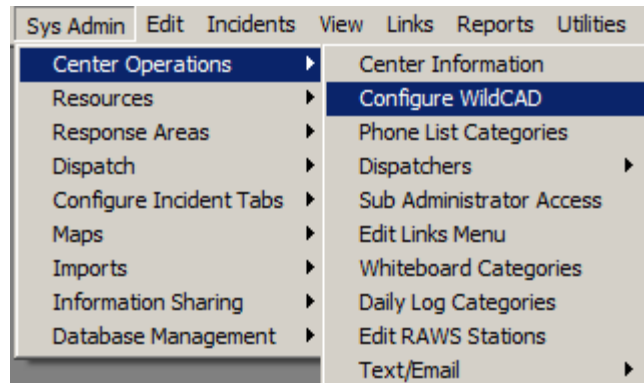 Sys Admin Edit Incidents View Links Reports Utilities
Center Operations
Resources
Response Areas
Dispatch
Configure Incident Tabs
Maps
Imports
Information Sharing
Database Management
Center Information
Configure WildCAD
Phone List Categories
Dispatchers
Sub Administrator Access
Edit Links Menu
Whiteboard Categories
Daily Log Categories
Edit RAWS Stations
Text/Email